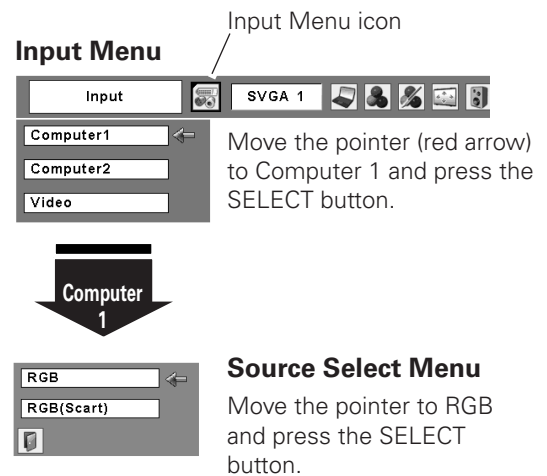 Input Menu icon
Input Menu
Input
SVGA 1
Computer1
Computer2
Video
Move the pointer (red arrow)
to Computer 1 and press the
SELECT button.
Computer
1
RGB
RGB(Scart)
Source Select Menu
Move the pointer to RGB
and press the SELECT
button.